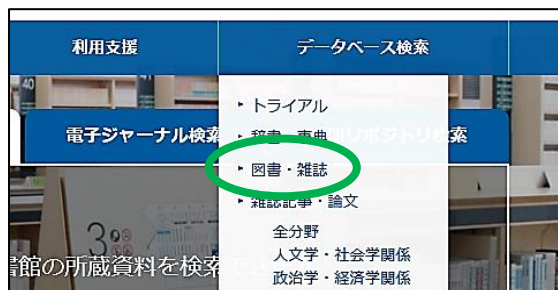 利用支援
データベース検索
トライアル
電子ジャーナル検索
辞書・事典
リポジトリ検索
図書・雑誌
雑誌記事・論文
全分野
人文学・社会学関係
政治学・経済学関係
館の所蔵資料を検索